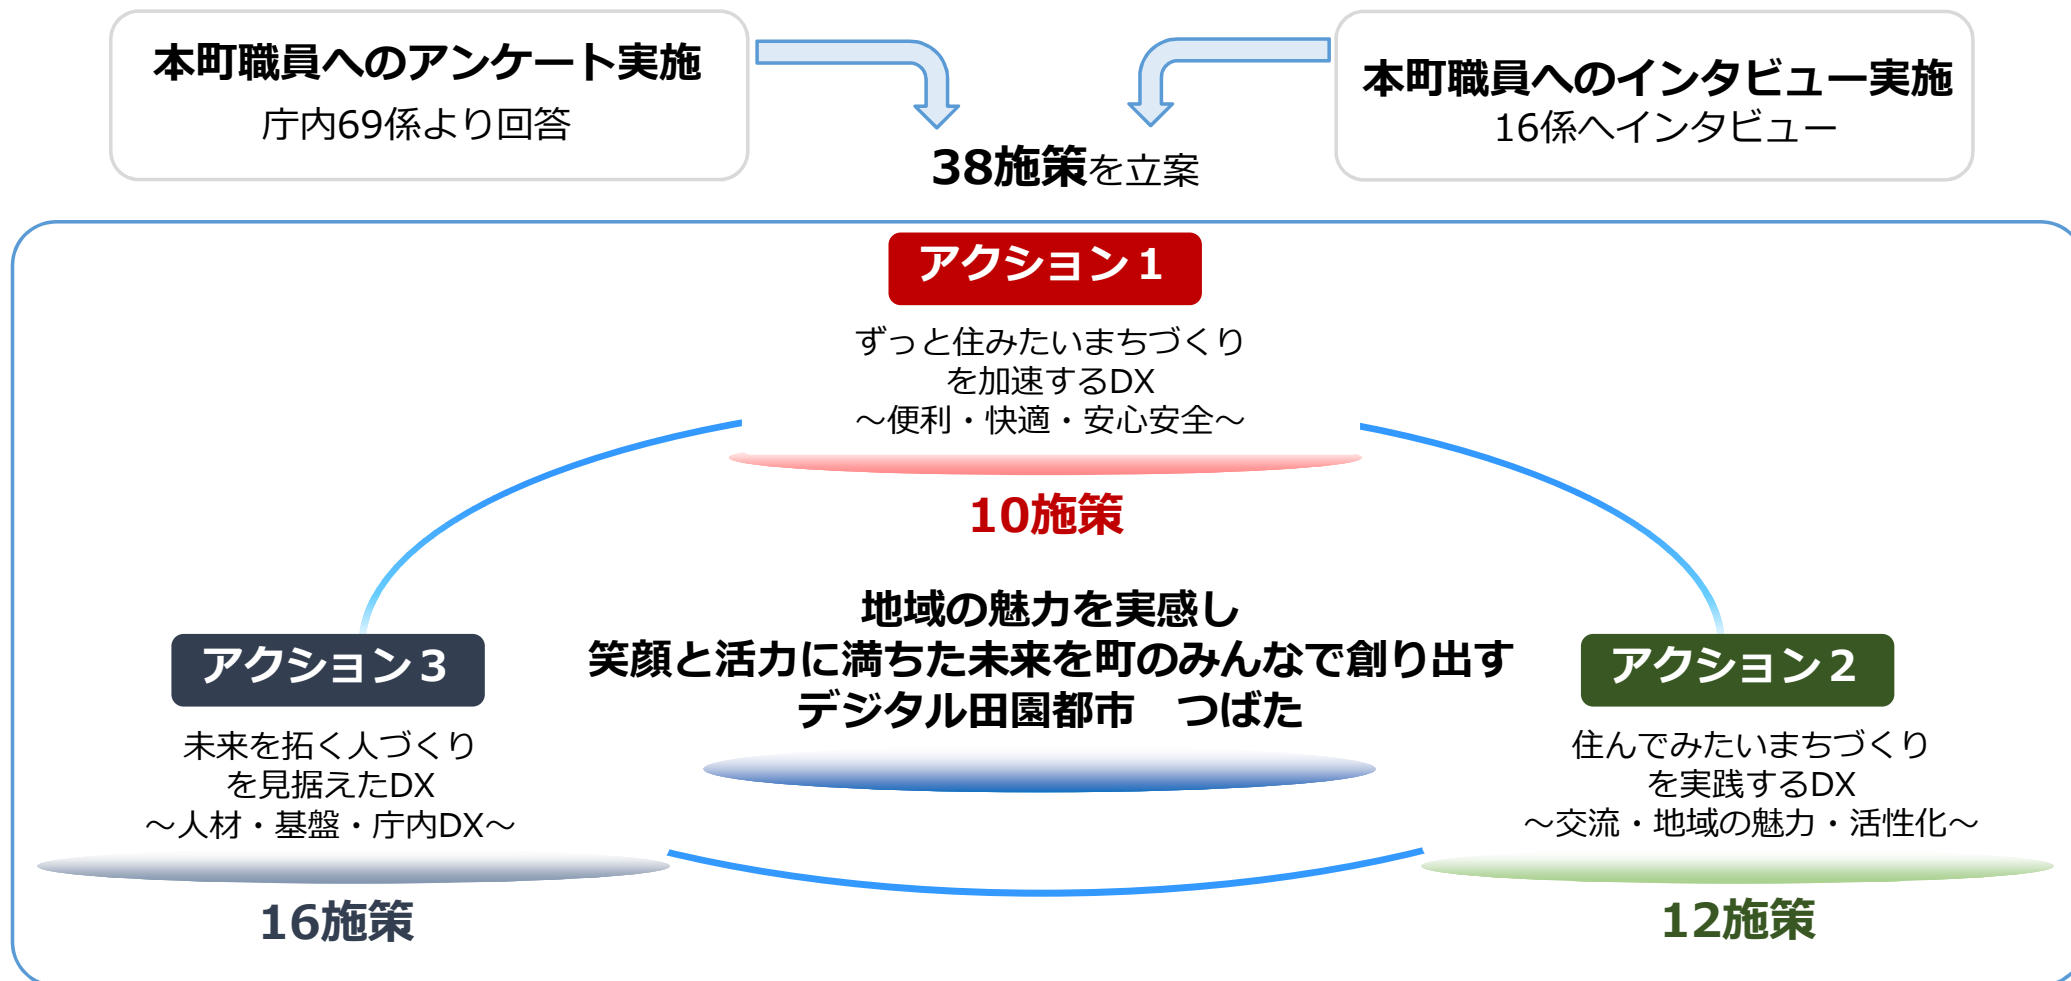 本町職員へのアンケート実施
庁内69係より回答
本町職員へのインタビュー実施
16係へインタビュー
38施策を立案
アクション1
ずっと住みたいまちづくり
を加速するDX
～便利・快適・安心安全～
10施策
地域の魅力を実感し
笑顔と活力に満ちた未来を町のみんなで創り出す
デジタル田園都市　つばた
アクション3
未来を拓く人づくり
を見据えたDX
～人材・基盤・庁内DX～
16施策
アクション2
住んでみたいまちづくり
を実践するDX
～交流・地域の魅力・活性化～
12施策